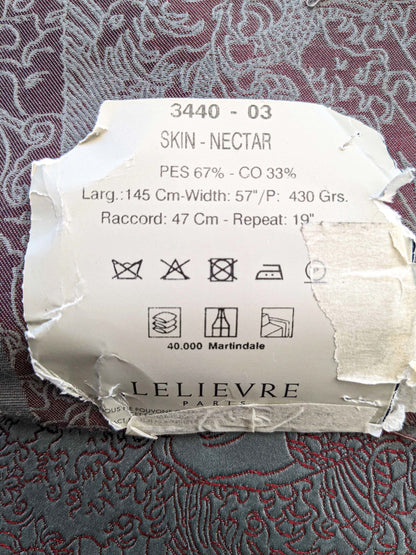 3440 - 03
SKIN - NECTAR
PES 67% - CO 33%
Larg.:145 Cm-Width: 57"/P: 430 Grs.
Raccord: 47 Cm - Repeat: 19"
P
40.000 Martindale
LELIEVRE
PARIS
POUVONS